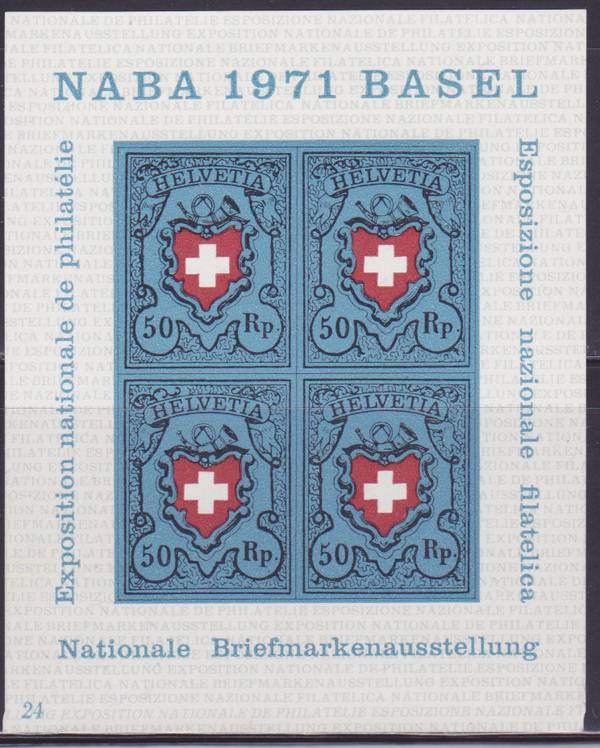 NABA 1971 BASEL
Exposition nationale de philatélie
HELVETIA
50 Rp.
HELVETIA
50 Rp.
HELVETIA
50 Rp.
HELVETIA
50 Rp.
Esposizione nazionale filatelica
Nationale Briefmarkenausstellung
24